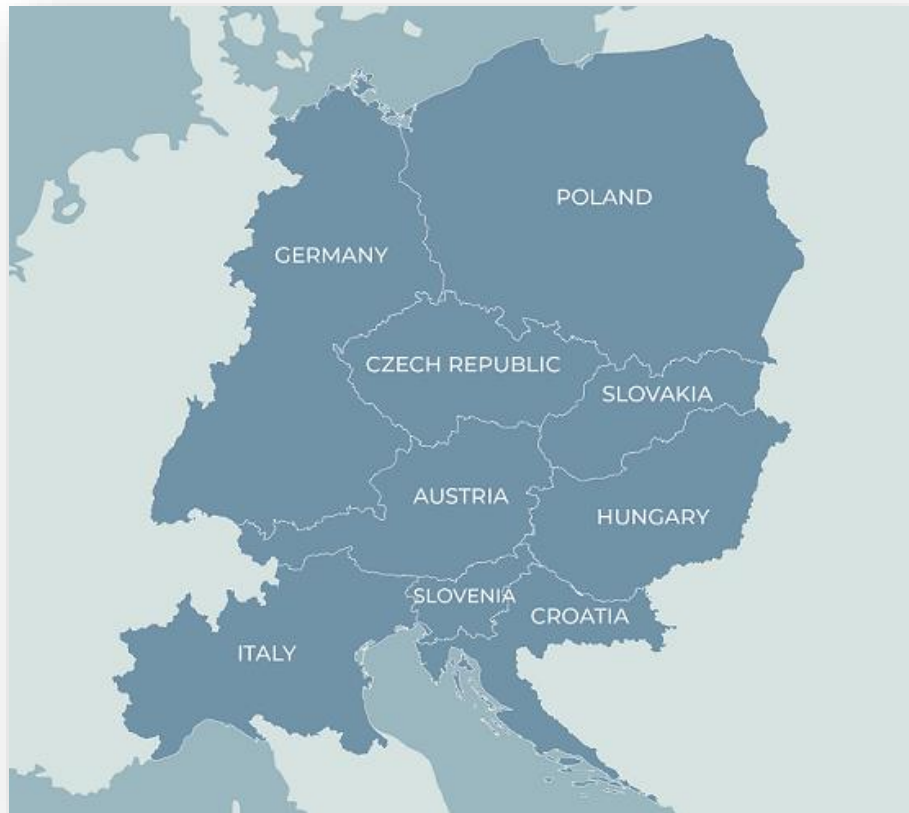 POLAND
GERMANY
CZECH REPUBLIC
SLOVAKIA
AUSTRIA
HUNGARY
SLOVENIA
CROATIA
ITALY